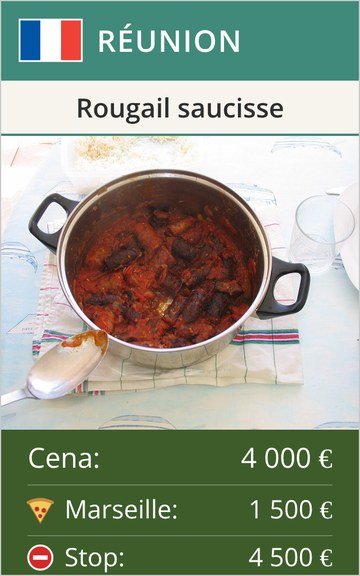 RÉUNION
Rougail saucisse
Cena: 4 000 €
Marseille: 1 500 €
Stop: 4 500 €